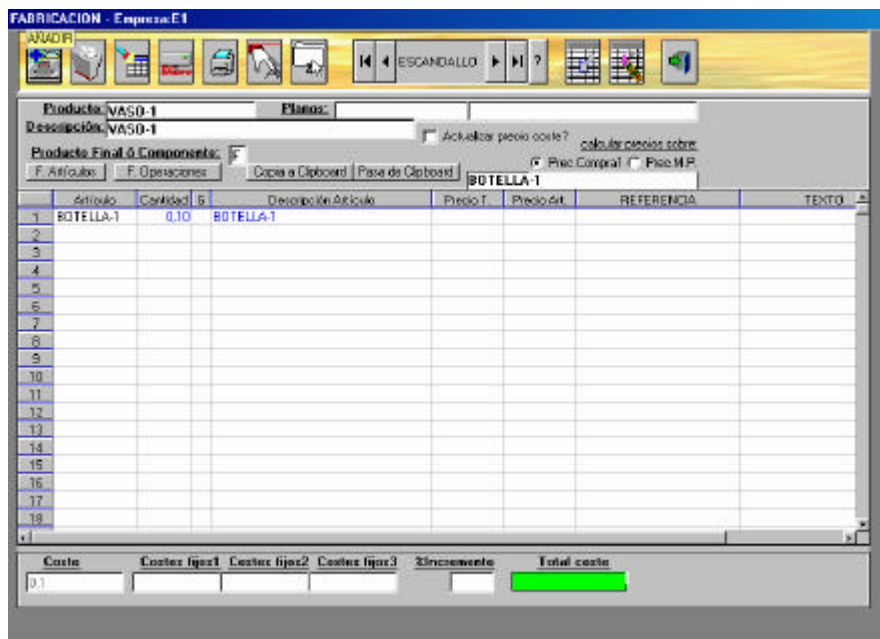 FABRICACION - Empresa:E1
AÑADIR
ESCANDALLO ?
Producto: VASO-1 Planos:
Descripción: VASO-1
Actualizar precio coste?
calcular precios sobre:
Producto Final ó Componente: F
Prec.Compra1 Prec M.P.
F. Artículos F. Operaciones Copia a Clipboard Pasa de Clipboard BOTELLA-1
Artículo Cantidad Descripción Artículo Precio T. Precio Art. REFERENCIA TEXTO
1 BOTELLA-1 0,10 BOTELLA-1
2
3
4
5
6
7
8
9
10
11
12
13
14
15
16
17
18
Coste Costes fijos1 Costes fijos2 Costes fijos3 %Incremento Total coste
0.1